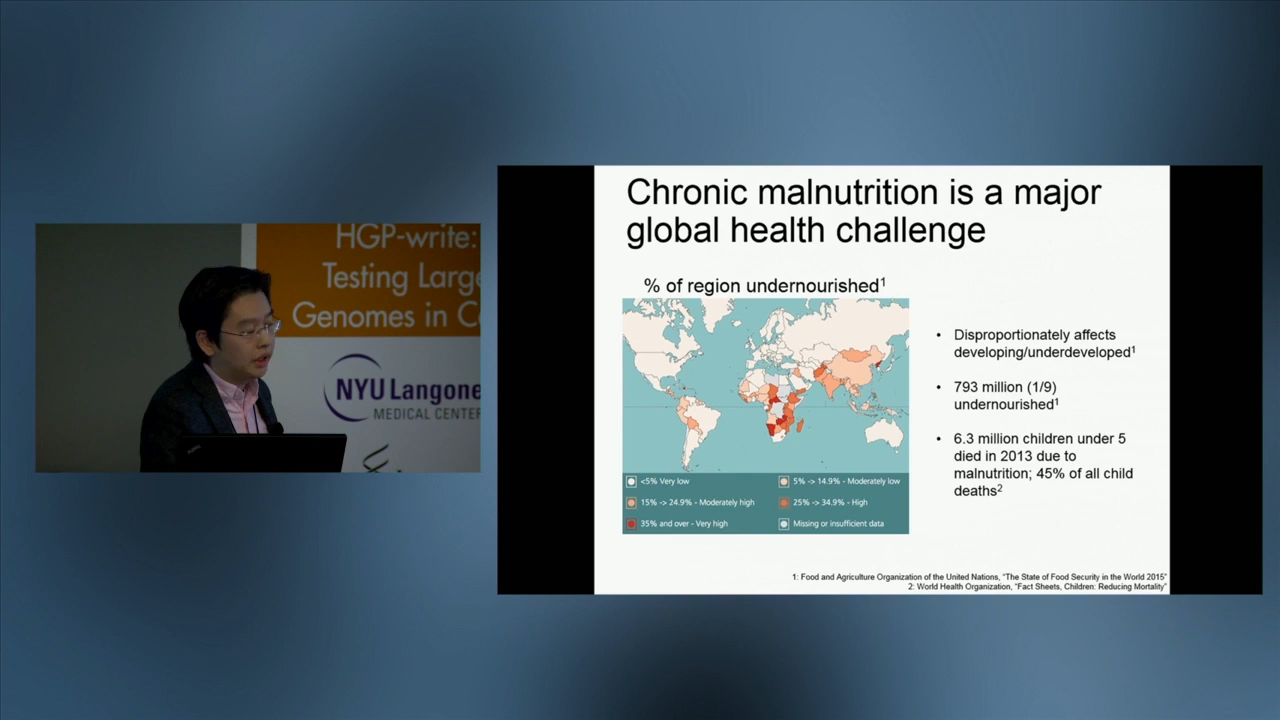 HGP-write:
Testing Large
Genomes in
NYU Langone
MEDICAL CENTER
Chronic malnutrition is a major
global health challenge
% of region undernourished¹
<5% Very low
5% -> 14.9% - Moderately low
15% -> 24.9% - Moderately high
25% -> 34.9% - High
35% and over - Very high
Missing or insufficient data
• Disproportionately affects
developing/underdeveloped¹
• 793 million (1/9)
undernourished¹
• 6.3 million children under 5
died in 2013 due to
malnutrition; 45% of all child
deaths²
1: Food and Agriculture Organization of the United Nations, “The State of Food Security in the World 2015”
2: World Health Organization, “Fact Sheets, Children: Reducing Mortality”